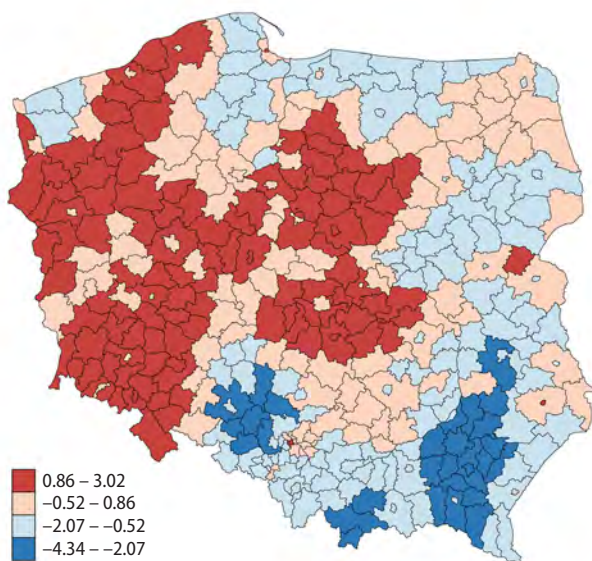 0.86 – 3.02
–0.52 – 0.86
–2.07 – –0.52
–4.34 – –2.07